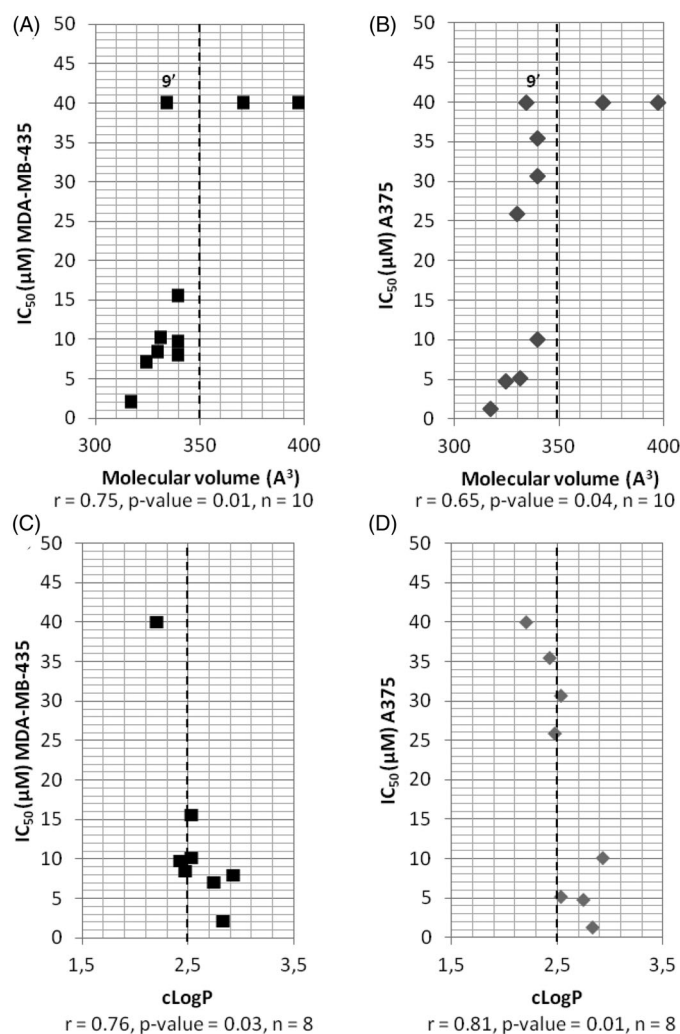 (A)
IC₅₀ (µM) MDA-MB-435
50
45
40
35
30
25
20
15
10
5
0
9′
300 350 400
Molecular volume (A³)
r = 0.75, p-value = 0.01, n = 10
(B)
IC₅₀ (µM) A375
50
45
40
35
30
25
20
15
10
5
0
9′
300 350 400
Molecular volume (A³)
r = 0.65, p-value = 0.04, n = 10
(C)
IC₅₀ (µM) MDA-MB-435
50
45
40
35
30
25
20
15
10
5
0
1,5 2,5 3,5
cLogP
r = 0.76, p-value = 0.03, n = 8
(D)
IC₅₀ (µM) A375
50
45
40
35
30
25
20
15
10
5
0
1,5 2,5 3,5
cLogP
r = 0.81, p-value = 0.01, n = 8